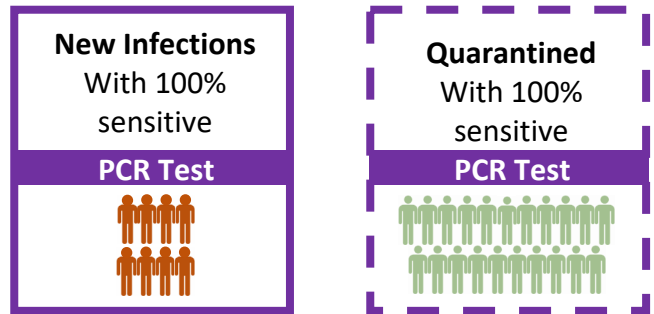 New Infections
With 100%
sensitive
PCR Test
Quarantined
With 100%
sensitive
PCR Test